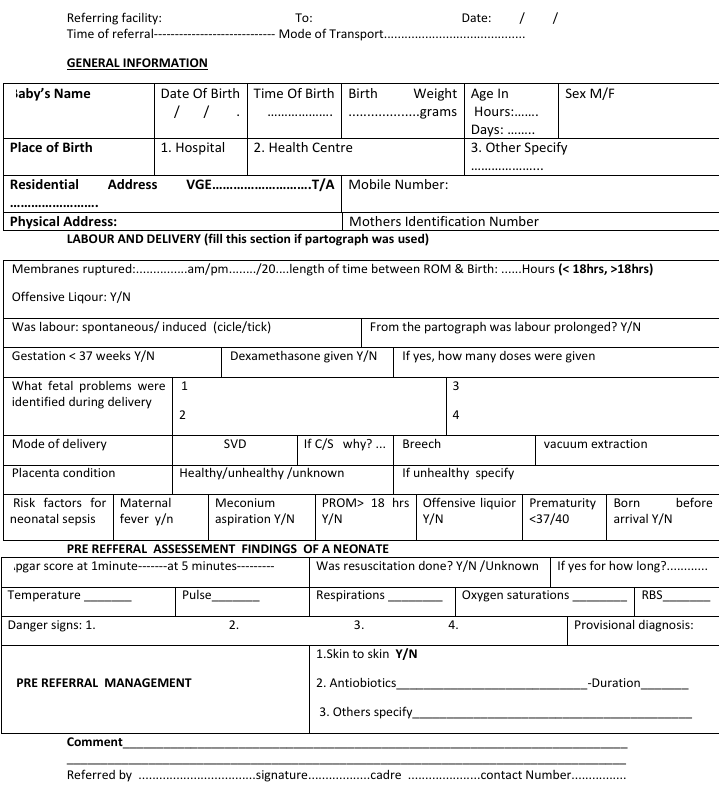 Referring facility: To: Date: / /
Time of referral---------------------------- Mode of Transport..........................................
GENERAL INFORMATION
aby's Name Date Of Birth / / . Time Of Birth ………………. Birth Weight ...................grams Age In Hours:……. Days: …….. Sex M/F
Place of Birth 1. Hospital 2. Health Centre 3. Other Specify ………………...
Residential Address VGE……………………….T/A ……………………. Mobile Number:
Physical Address: Mothers Identification Number
LABOUR AND DELIVERY (fill this section if partograph was used)
Membranes ruptured:...............am/pm......../20....length of time between ROM & Birth: ......Hours (< 18hrs, >18hrs)
Offensive Liqour: Y/N
Was labour: spontaneous/ induced (cicle/tick) From the partograph was labour prolonged? Y/N
Gestation < 37 weeks Y/N Dexamethasone given Y/N If yes, how many doses were given
What fetal problems were identified during delivery 1 2 3 4
Mode of delivery SVD If C/S why? ... Breech vacuum extraction
Placenta condition Healthy/unhealthy /unknown If unhealthy specify
Risk factors for neonatal sepsis Maternal fever y/n Meconium aspiration Y/N PROM> 18 hrs Y/N Offensive liquior Y/N Prematurity <37/40 Born before arrival Y/N
PRE REFFERAL ASSESSEMENT FINDINGS OF A NEONATE
pgar score at 1minute-------at 5 minutes--------- Was resuscitation done? Y/N /Unknown If yes for how long?............
Temperature _______ Pulse_______ Respirations ________ Oxygen saturations ________ RBS_______
Danger signs: 1. 2. 3. 4. Provisional diagnosis:
PRE REFERRAL MANAGEMENT
1.Skin to skin Y/N
2. Antiobiotics____________________________-Duration_______
3. Others specify_________________________________________
Comment__________________________________________________________________________
Referred by ..................................signature..................cadre .....................contact Number................